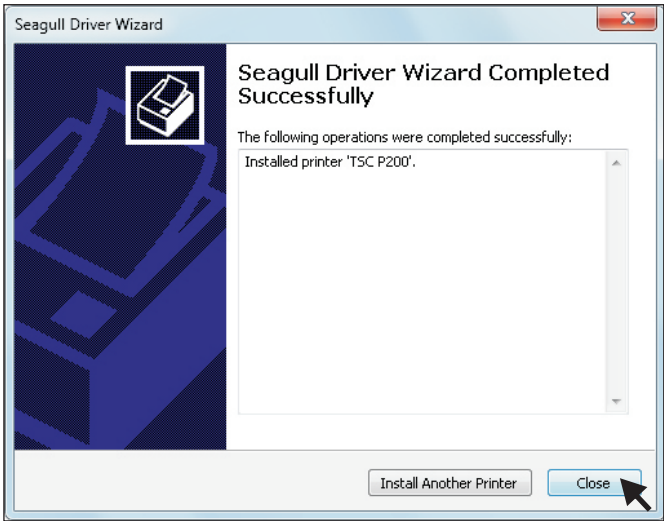 Seagull Driver Wizard
Seagull Driver Wizard Completed
Successfully
The following operations were completed successfully:
Installed printer 'TSC P200'.
Install Another Printer
Close